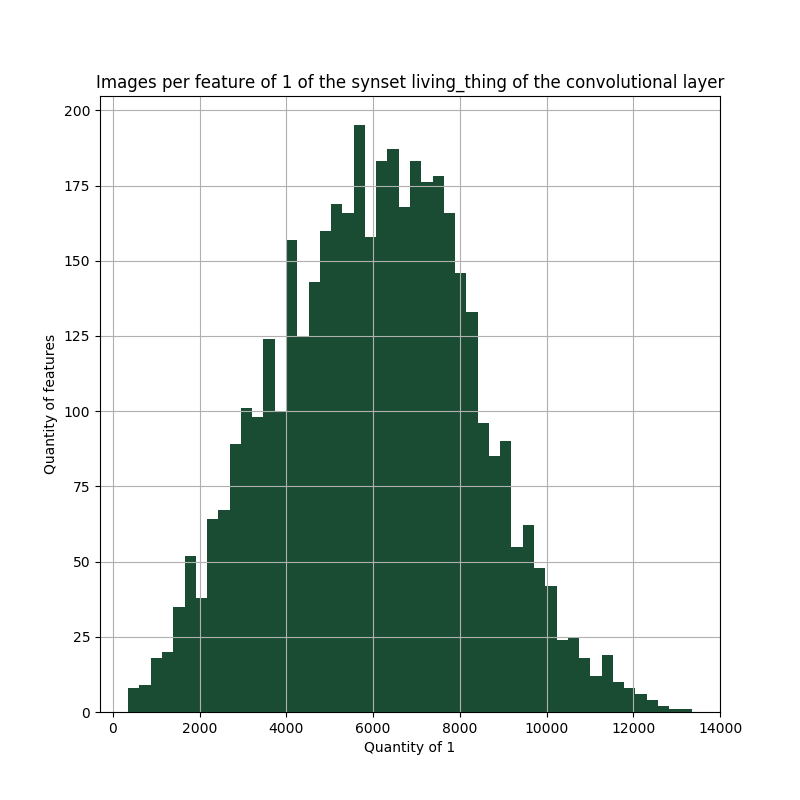 Images per feature of 1 of the synset living_thing of the convolutional layer
200
175
150
125
100
75
50
25
0
Quantity of features
0 2000 4000 6000 8000 10000 12000 14000
Quantity of 1